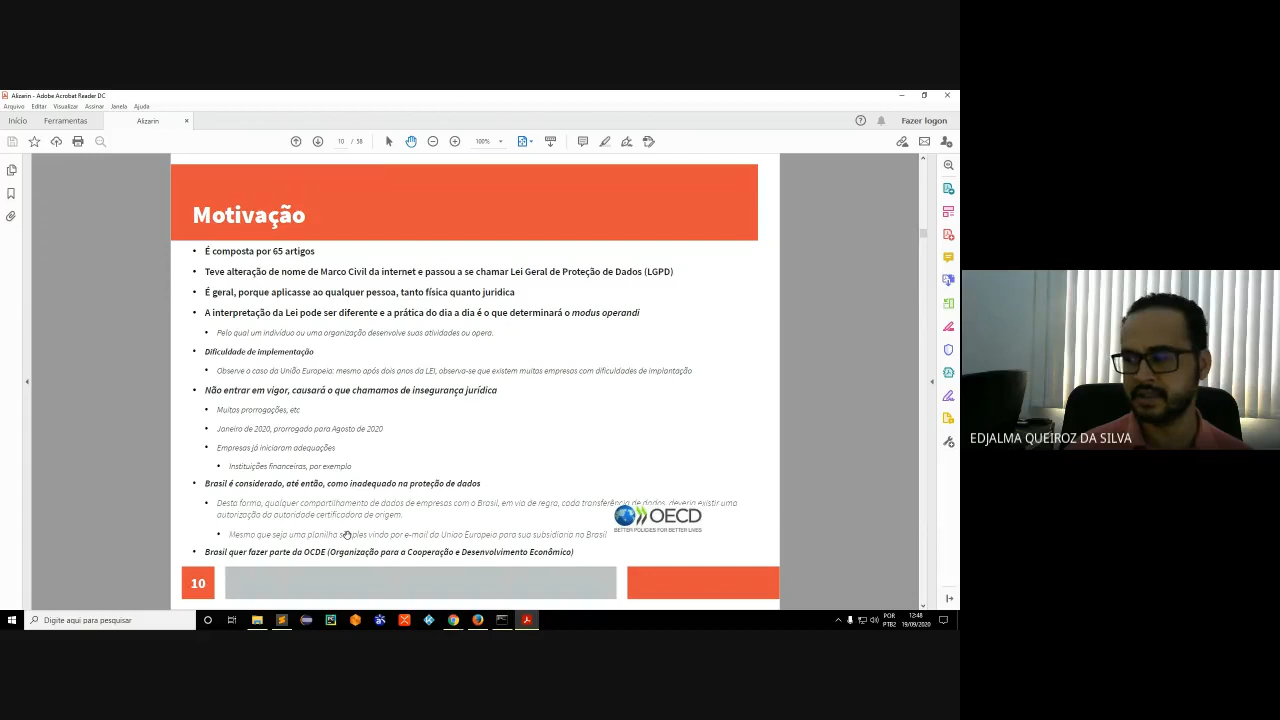 Alizarin - Adobe Acrobat Reader DC
Arquivo Editar Visualizar Assinar Janela Ajuda
Início Ferramentas Alizarin × Fazer logon
10 / 58 100%
Motivação
• É composta por 65 artigos
• Teve alteração de nome de Marco Civil da internet e passou a se chamar Lei Geral de Proteção de Dados (LGPD)
• É geral, porque aplicasse ao qualquer pessoa, tanto física quanto juridica
• A interpretação da Lei pode ser diferente e a prática do dia a dia é o que determinará o modus operandi
• Pelo qual um indivíduo ou uma organização desenvolve suas atividades ou opera.
• Dificuldade de implementação
• Observe o caso da União Europeia: mesmo após dois anos da LEI, observa-se que existem muitas empresas com dificuldades de implantação
• Não entrar em vigor, causará o que chamamos de insegurança jurídica
• Muitas prorrogações, etc
• Janeiro de 2020, prorrogada para Agosto de 2020
• Empresas já iniciaram adequações
• Instituições financeiras, por exemplo
• Brasil é considerado, até então, como inadequado na proteção de dados
• Desta forma, qualquer compartilhamento de dados de empresas com o Brasil, em via de regra, cada transferência de dados, deveria existir uma
autorização da autoridade certificadora de origem.
OECD
BETTER POLICIES FOR BETTER LIVES
• Mesmo que seja uma planilha simples vindo por e-mail da União Europeia para sua subsidiaria no Brasil
• Brasil quer fazer parte da OCDE (Organização para a Cooperação e Desenvolvimento Econômico)
10
EDJALMA QUEIROZ DA SILVA
Digite aqui para pesquisar
POR
PTB2
12:48
19/09/2020